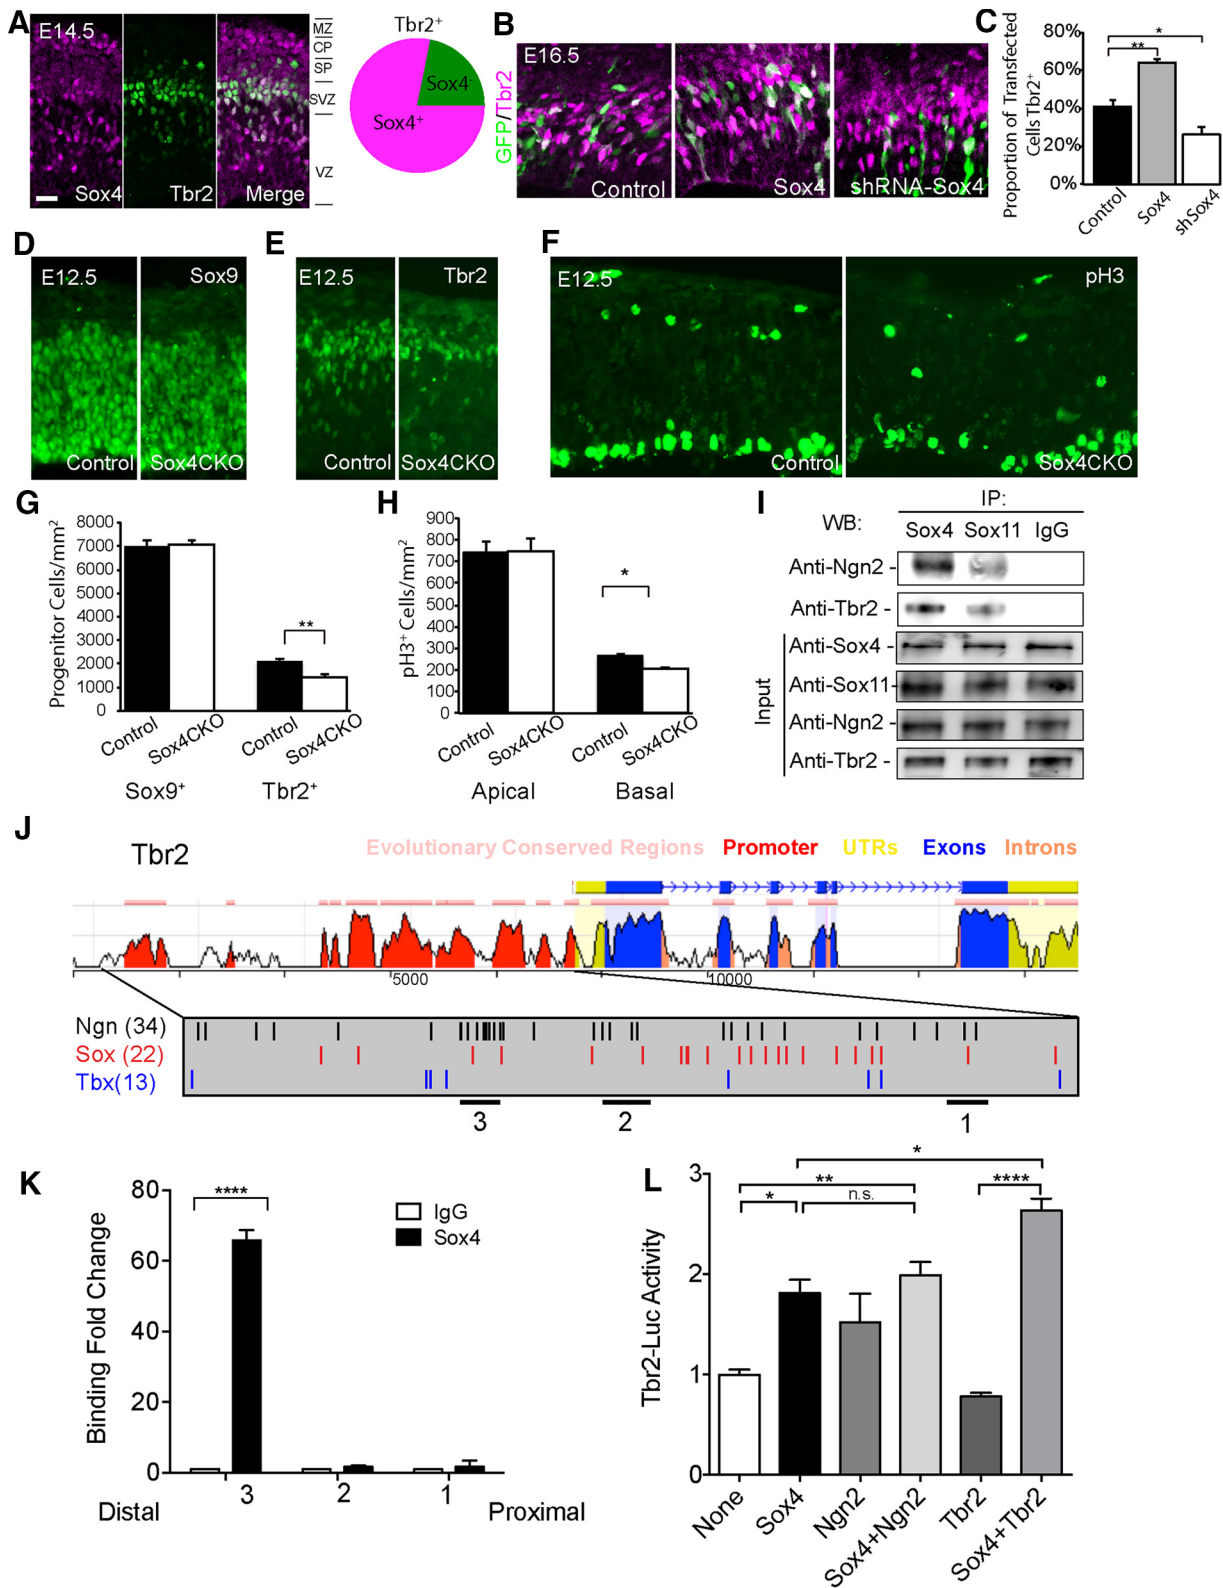 A
E14.5
Sox4
Tbr2
Merge
MZ
CP
SP
SVZ
VZ
Tbr2+
Sox4-
Sox4+
B
E16.5
GFP/Tbr2
Control
Sox4
shRNA-Sox4
C
Proportion of Transfected
Cells Tbr2+
80%
60%
40%
20%
0%
*
**
Control
Sox4
shSox4
D
E12.5
Sox9
Control
Sox4CKO
E
E12.5
Tbr2
Control
Sox4CKO
F
E12.5
pH3
Control
Sox4CKO
G
Progenitor Cells/mm2
8000
7000
6000
5000
4000
3000
2000
1000
0
**
Control
Sox4CKO
Control
Sox4CKO
Sox9+
Tbr2+
H
pH3+ Cells/mm2
900
800
700
600
500
400
300
200
100
0
*
Control
Sox4CKO
Control
Sox4CKO
Apical
Basal
I
IP:
WB:
Sox4 Sox11 IgG
Anti-Ngn2 -
Anti-Tbr2 -
Input
Anti-Sox4 -
Anti-Sox11-
Anti-Ngn2 -
Anti-Tbr2 -
J
Tbr2
Evolutionary Conserved Regions Promoter UTRs Exons Introns
5000
10000
Ngn (34)
Sox (22)
Tbx(13)
3
2
1
K
Binding Fold Change
80
60
40
20
0
****
IgG
Sox4
3
2
1
Distal
Proximal
L
Tbr2-Luc Activity
3
2
1
0
*
**
****
*
n.s.
None
Sox4
Ngn2
Sox4+Ngn2
Tbr2
Sox4+Tbr2